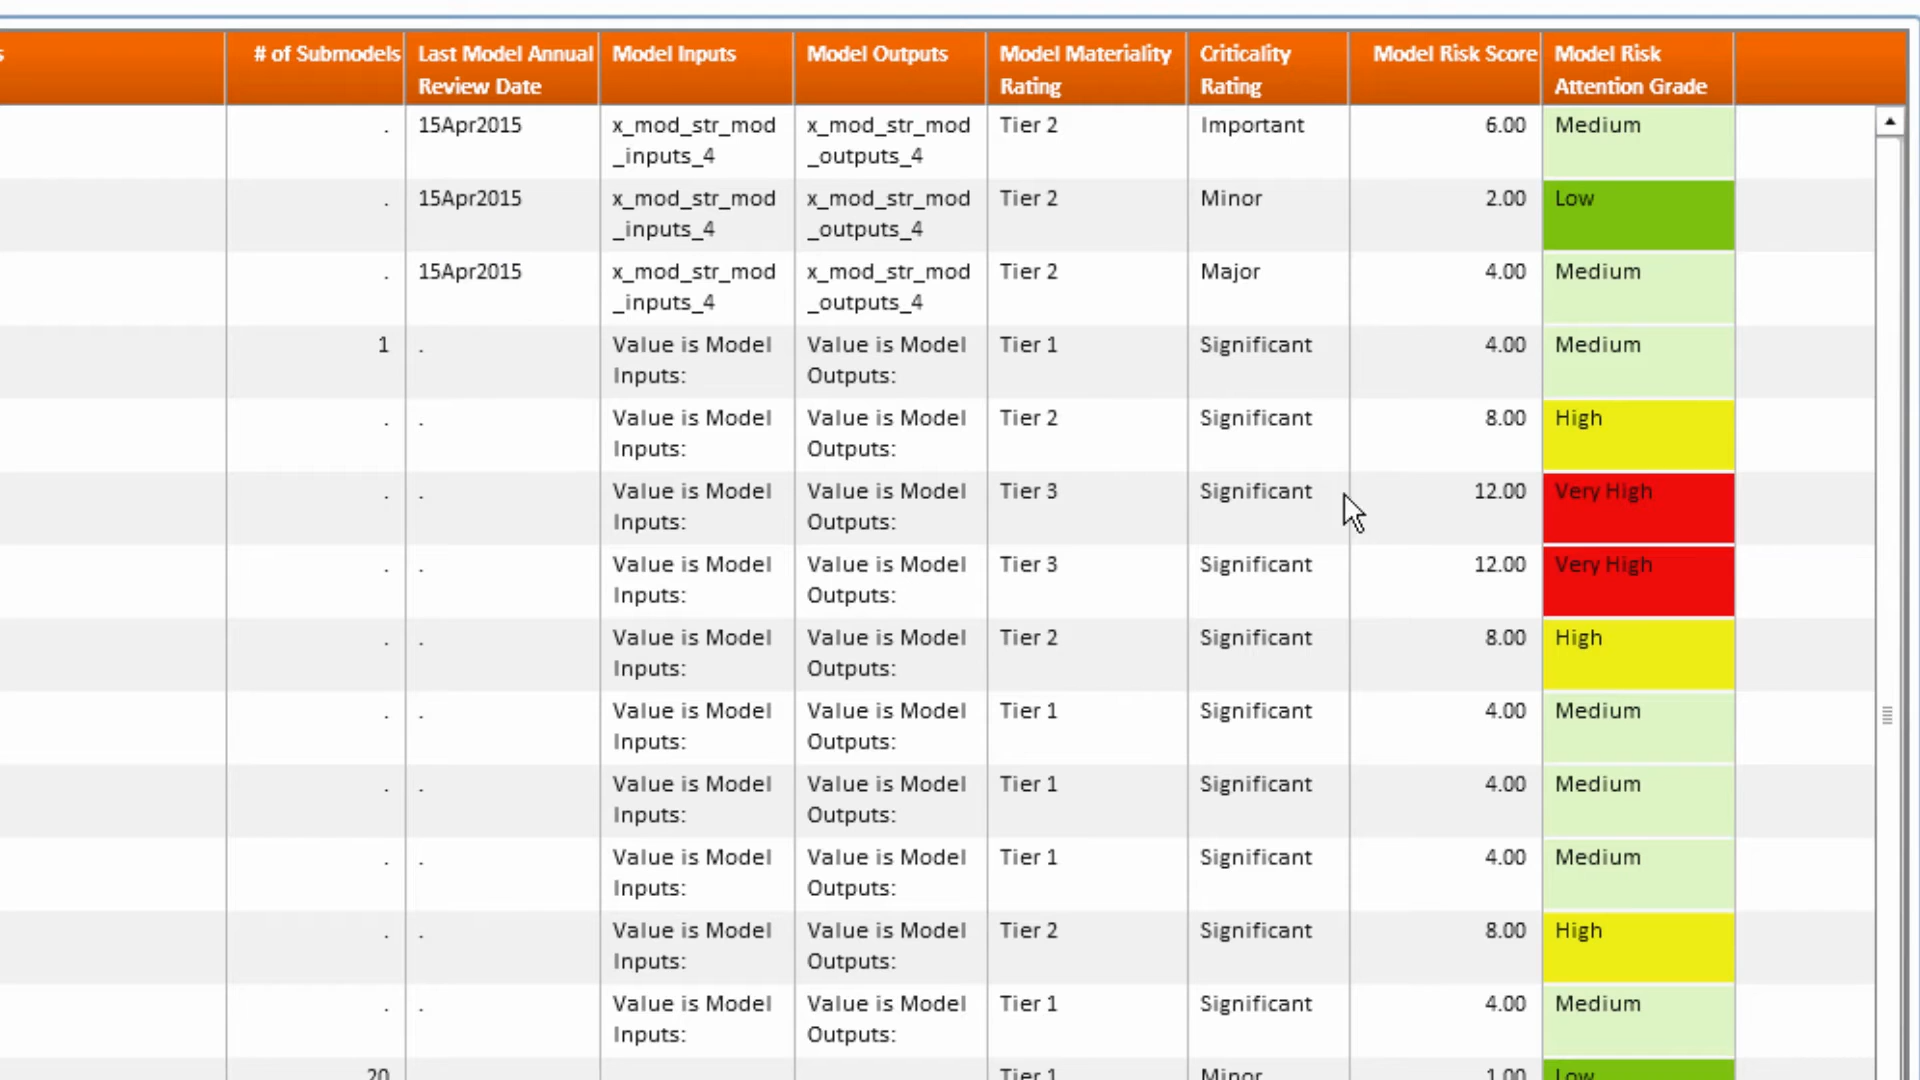 s # of Submodels Last Model Annual Model Inputs Model Outputs Model Materiality Criticality Model Risk Score Model Risk
Review Date Rating Rating Attention Grade
. 15Apr2015 x_mod_str_mod x_mod_str_mod Tier 2 Important 6.00 Medium
_inputs_4 _outputs_4
. 15Apr2015 x_mod_str_mod x_mod_str_mod Tier 2 Minor 2.00 Low
_inputs_4 _outputs_4
. 15Apr2015 x_mod_str_mod x_mod_str_mod Tier 2 Major 4.00 Medium
_inputs_4 _outputs_4
1 . Value is Model Value is Model Tier 1 Significant 4.00 Medium
Inputs: Outputs:
. . Value is Model Value is Model Tier 2 Significant 8.00 High
Inputs: Outputs:
. . Value is Model Value is Model Tier 3 Significant 12.00 Very High
Inputs: Outputs:
. . Value is Model Value is Model Tier 3 Significant 12.00 Very High
Inputs: Outputs:
. . Value is Model Value is Model Tier 2 Significant 8.00 High
Inputs: Outputs:
. . Value is Model Value is Model Tier 1 Significant 4.00 Medium
Inputs: Outputs:
. . Value is Model Value is Model Tier 1 Significant 4.00 Medium
Inputs: Outputs:
. . Value is Model Value is Model Tier 1 Significant 4.00 Medium
Inputs: Outputs:
. . Value is Model Value is Model Tier 2 Significant 8.00 High
Inputs: Outputs:
. . Value is Model Value is Model Tier 1 Significant 4.00 Medium
Inputs: Outputs:
20 Tier 1 Minor 1.00 Low